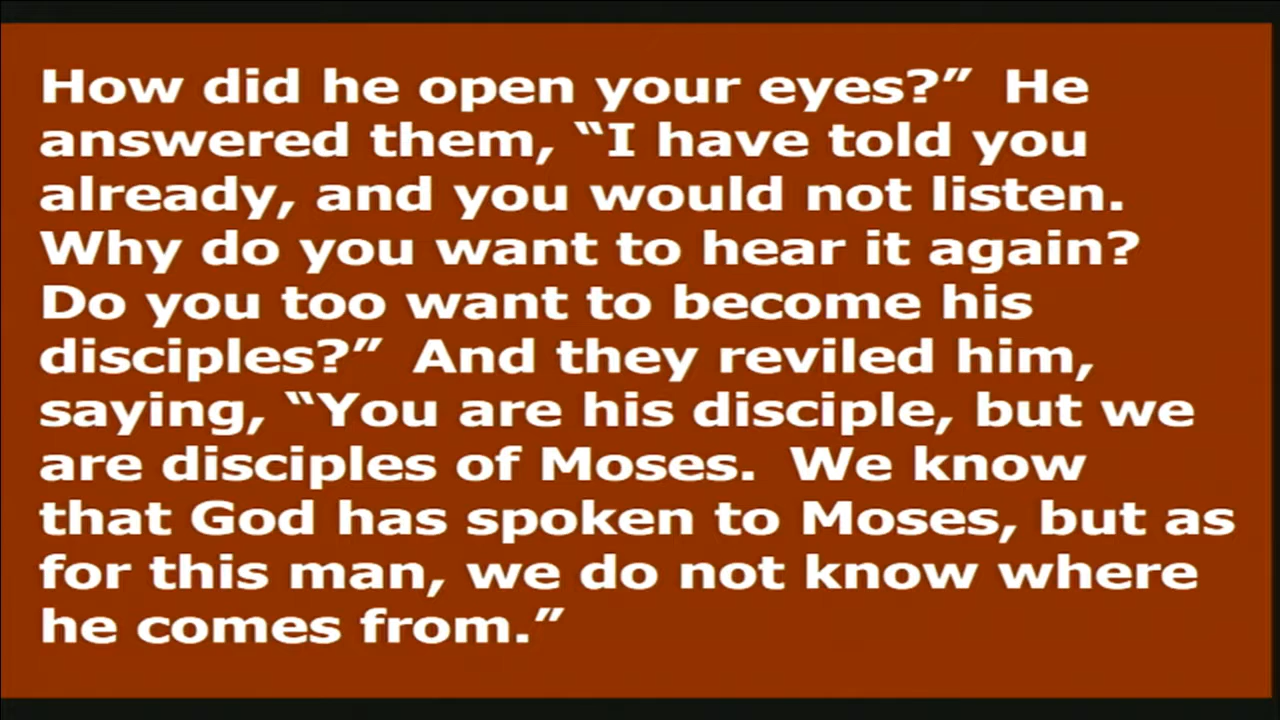 How did he open your eyes?”  He
answered them, “I have told you
already, and you would not listen.
Why do you want to hear it again?
Do you too want to become his
disciples?”  And they reviled him,
saying, “You are his disciple, but we
are disciples of Moses.  We know
that God has spoken to Moses, but as
for this man, we do not know where
he comes from.”